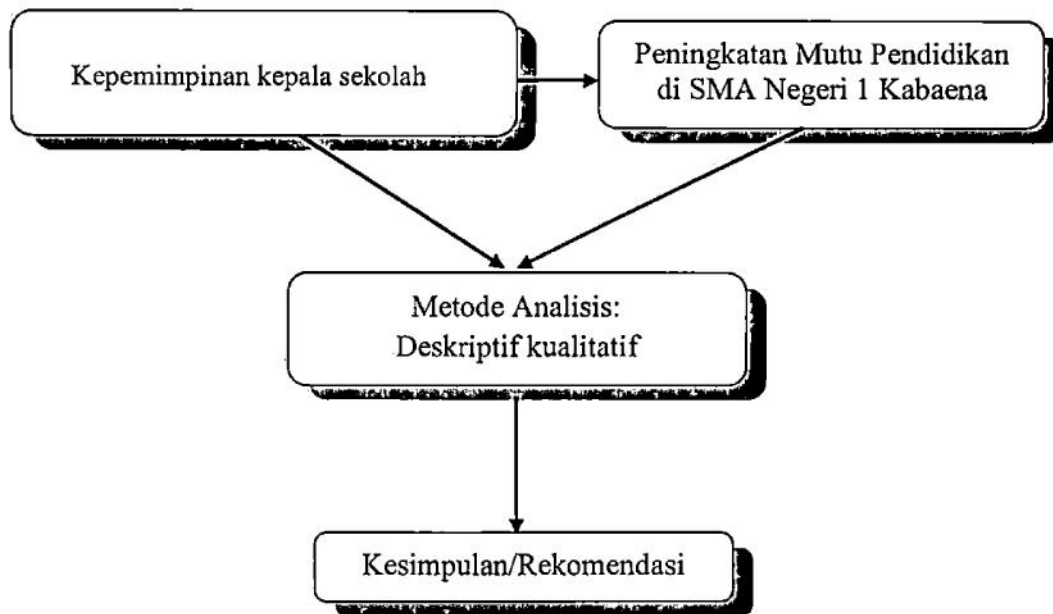 Kepemimpinan kepala sekolah
Peningkatan Mutu Pendidikan
di SMA Negeri 1 Kabaena
Metode Analisis:
Deskriptif kualitatif
Kesimpulan/Rekomendasi